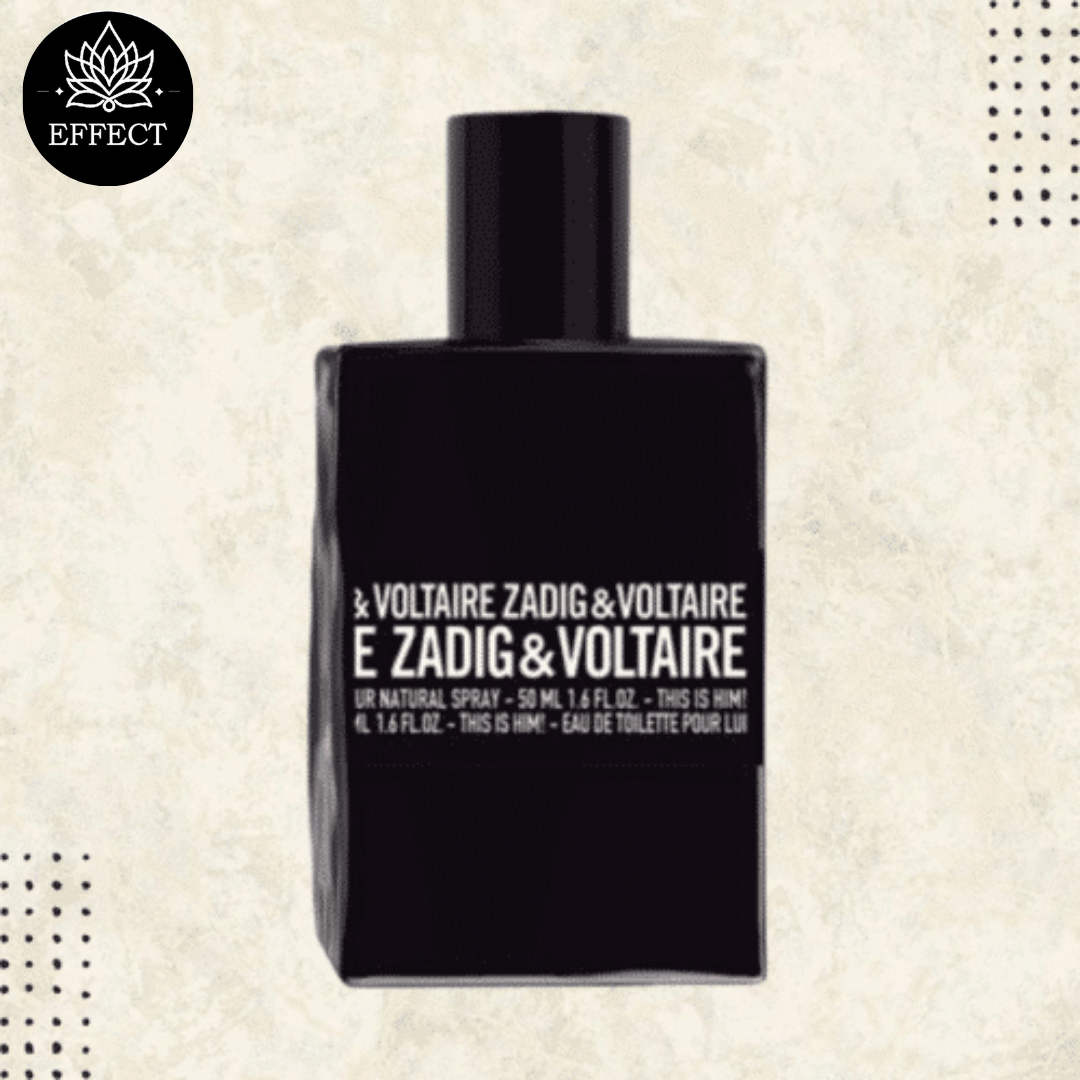 EFFECT
& VOLTAIRE ZADIG&VOLTAIRE
E ZADIG&VOLTAIRE
UR NATURAL SPRAY - 50 ML 1.6 FL.OZ. - THIS IS HIM!
ML 1.6 FL.OZ. - THIS IS HIM! - EAU DE TOILETTE POUR LUI